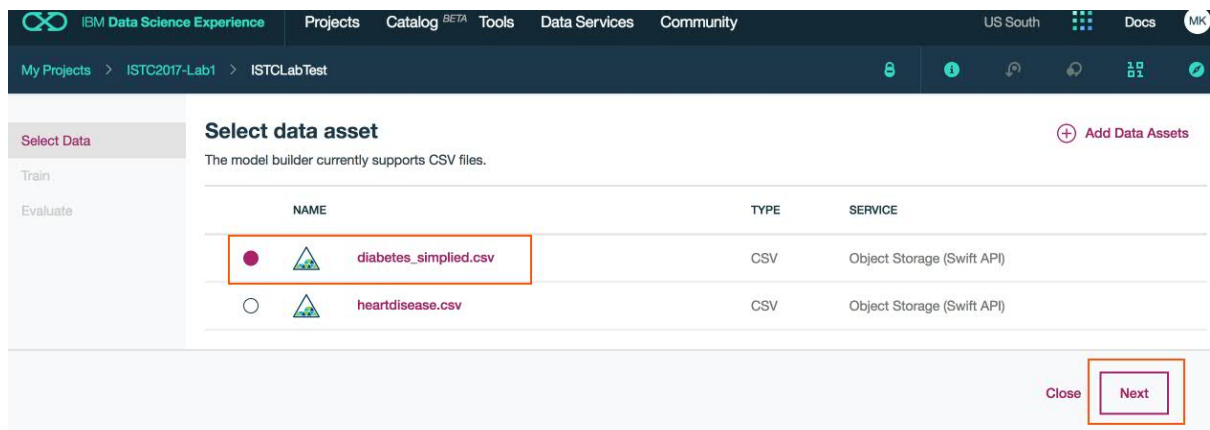 IBM Data Science Experience Projects Catalog BETA Tools Data Services Community US South Docs MK
My Projects > ISTC2017-Lab1 > ISTCLabTest
Select Data
Train
Evaluate
Select data asset
Add Data Assets
The model builder currently supports CSV files.
NAME TYPE SERVICE
diabetes_simplied.csv CSV Object Storage (Swift API)
heartdisease.csv CSV Object Storage (Swift API)
Close Next